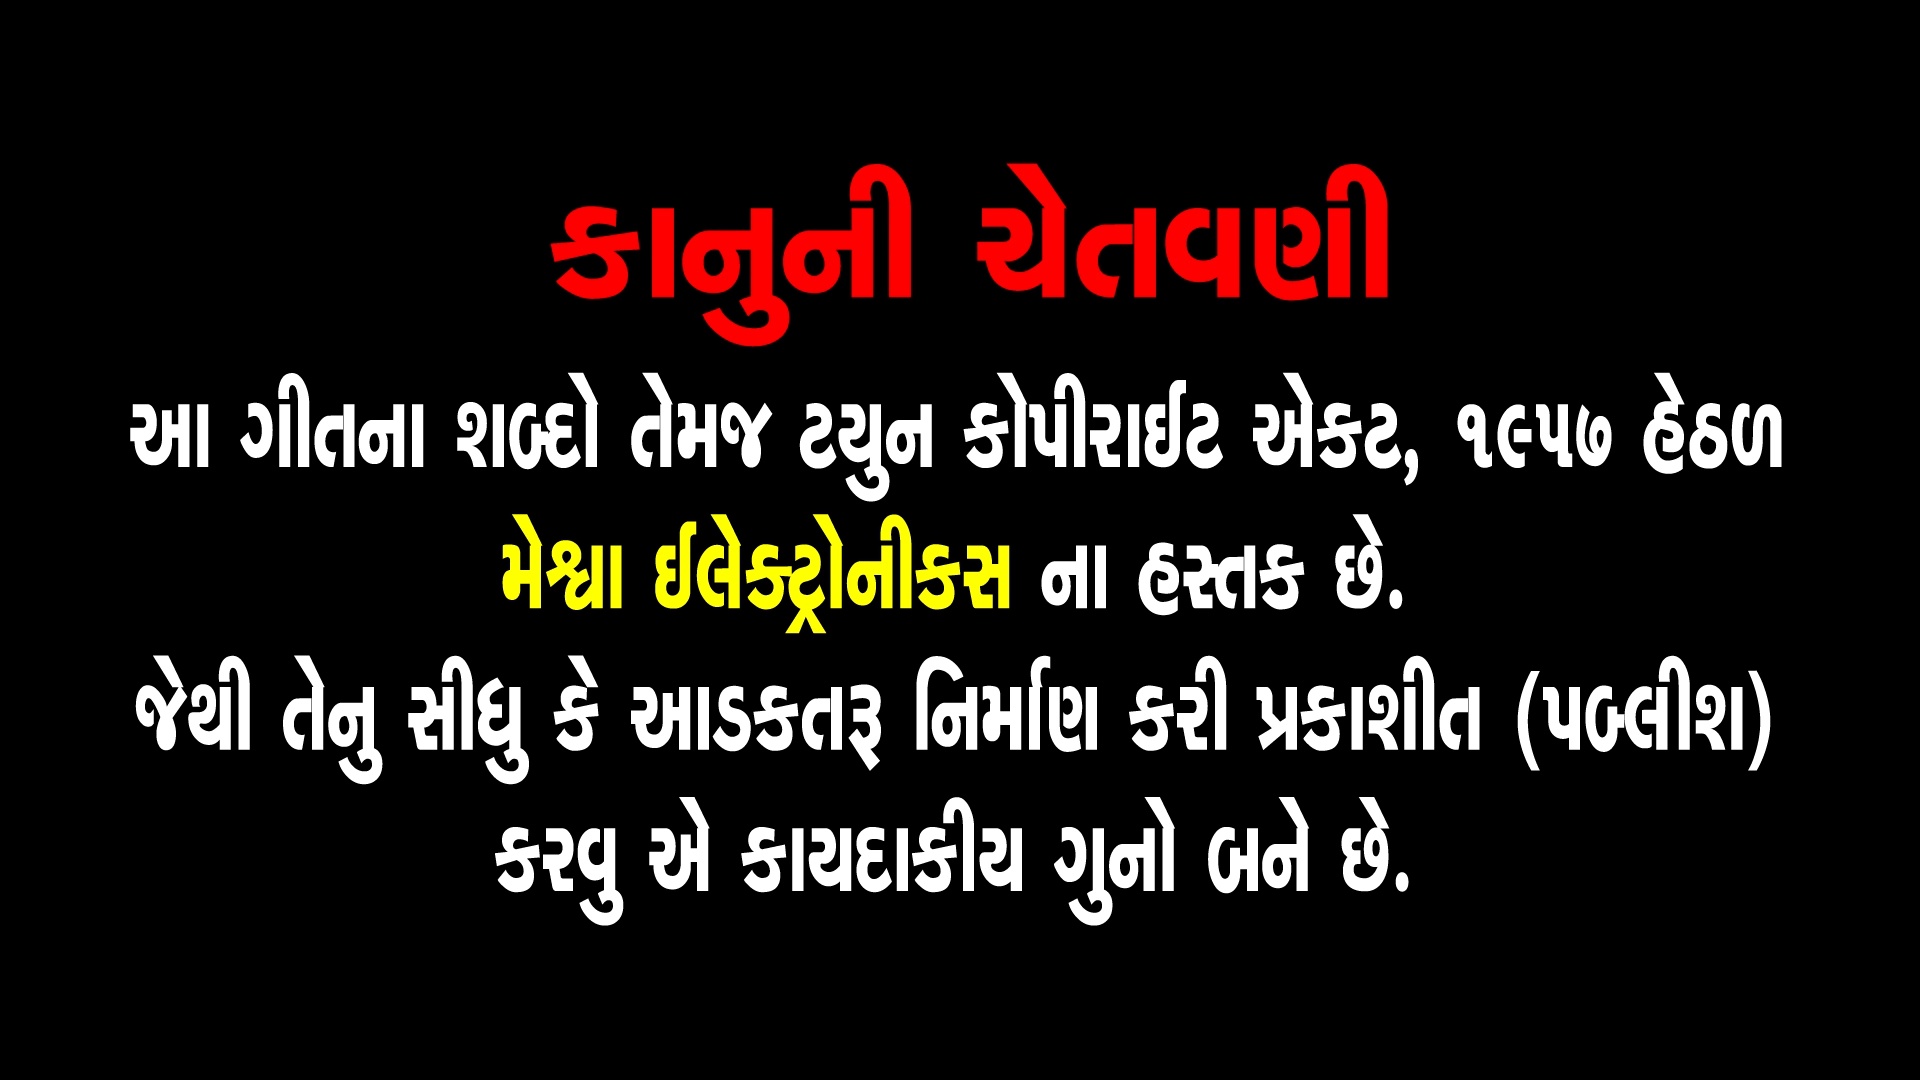 કાનુની ચેતવણી
આ ગીતના શબ્દો તેમજ ટયુન કોપીરાઈટ એકટ, ૧૯૫૭ હેઠળ
મેશ્વા ઈલેક્ટ્રોનીકસ ના હસ્તક છે.
જેથી તેનુ સીધુ કે આડકતરૂ નિર્માણ કરી પ્રકાશીત (પબ્લીશ)
કરવુ એ કાયદાકીય ગુનો બને છે.